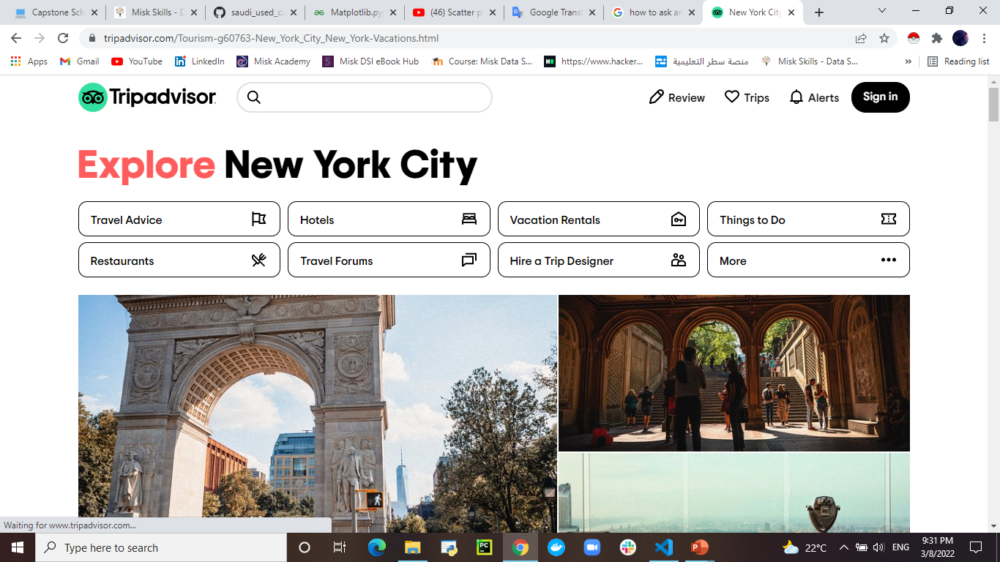 Capstone Sch
Misk Skills - D
saudi_used_ca
Matplotlib.py
(46) Scatter p
Google Transl
how to ask an
New York City
tripadvisor.com/Tourism-g60763-New_York_City_New_York-Vacations.html
Apps
Gmail
YouTube
LinkedIn
Misk Academy
Misk DSI eBook Hub
Course: Misk Data S...
https://www.hacker...
منصة سطر التعليمية
Misk Skills - Data S...
»
Reading list
Tripadvisor
Review
Trips
Alerts
Sign in
Explore New York City
Travel Advice
Hotels
Vacation Rentals
Things to Do
Restaurants
Travel Forums
Hire a Trip Designer
More
Waiting for www.tripadvisor.com...
Type here to search
22°C
ENG
9:31 PM
3/8/2022